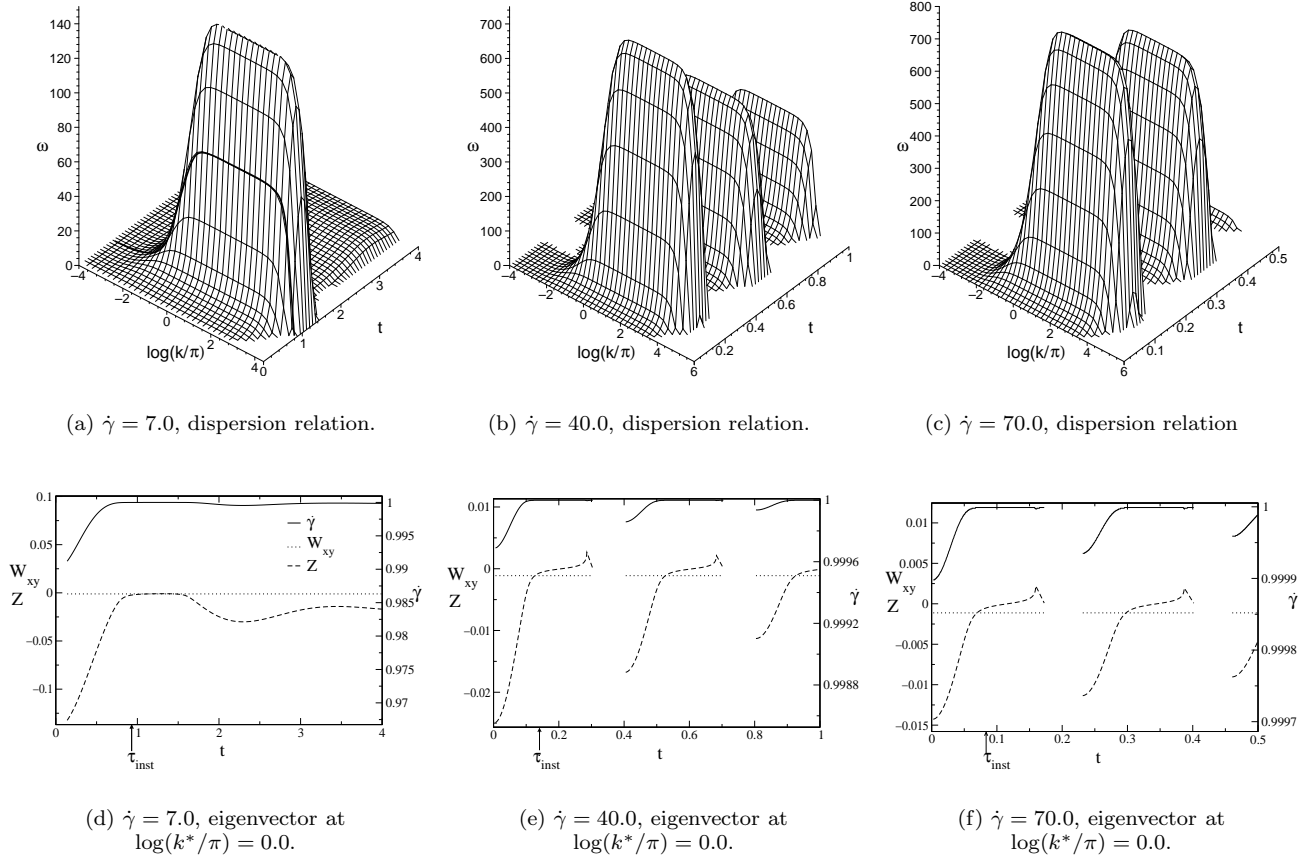 140
120
100
80
60
40
20
0
ω
−4
−2
0
2
4
log(k/π)
0
1
2
3
4
t
700
600
500
400
300
200
100
0
ω
−4
−2
0
2
4
6
log(k/π)
0.2
0.4
0.6
0.8
1
t
800
700
600
500
400
300
200
100
0
ω
−4
−2
0
2
4
6
log(k/π)
0.1
0.2
0.3
0.4
0.5
t
(a) γ̇ = 7.0, dispersion relation.
(b) γ̇ = 40.0, dispersion relation.
(c) γ̇ = 70.0, dispersion relation
0.1
0.05
0
−0.05
−0.1
W_xy
Z
γ̇
W_xy
Z
1
0.995
0.99
0.985
0.98
0.975
0.97
γ̇
0 1 2 3 4
t
τ_inst
0.01
0
−0.01
−0.02
W_xy
Z
1
0.9996
0.9992
0.9988
γ̇
0 0.2 0.4 0.6 0.8 1
t
τ_inst
0.01
0.005
0
−0.005
−0.01
−0.015
W_xy
Z
1
0.9999
0.9998
0.9997
γ̇
0 0.1 0.2 0.3 0.4 0.5
t
τ_inst
(d) γ̇ = 7.0, eigenvector at
log(k*/π) = 0.0.
(e) γ̇ = 40.0, eigenvector at
log(k*/π) = 0.0.
(f) γ̇ = 70.0, eigenvector at
log(k*/π) = 0.0.